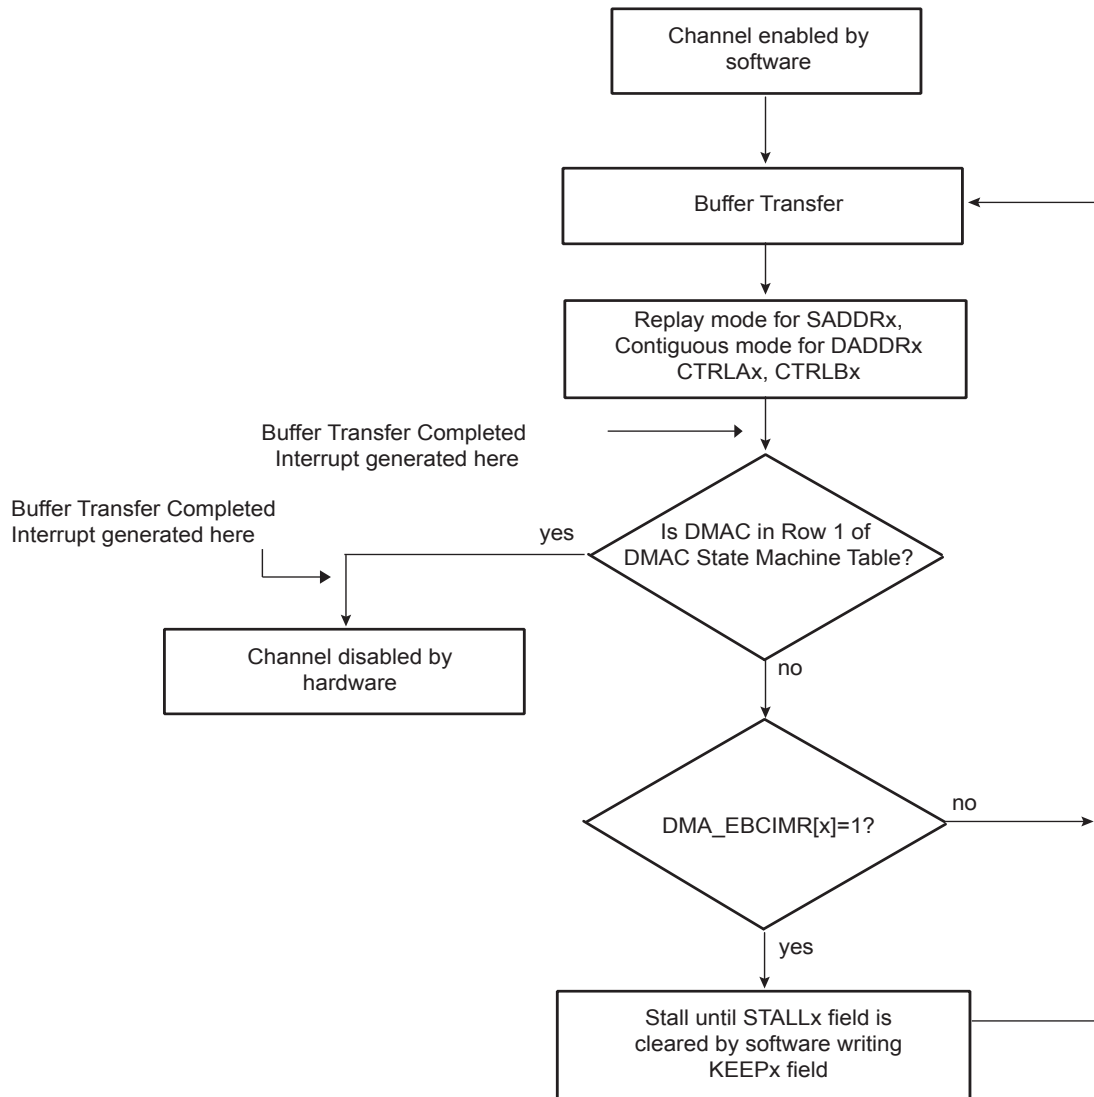 Channel enabled by
software
Buffer Transfer
Replay mode for SADDRx,
Contiguous mode for DADDRx
CTRLAx, CTRLBx
Buffer Transfer Completed
Interrupt generated here
Buffer Transfer Completed
Interrupt generated here
yes
Is DMAC in Row 1 of
DMAC State Machine Table?
Channel disabled by
hardware
no
DMA_EBCIMR[x]=1?
no
yes
Stall until STALLx field is
cleared by software writing
KEEPx field